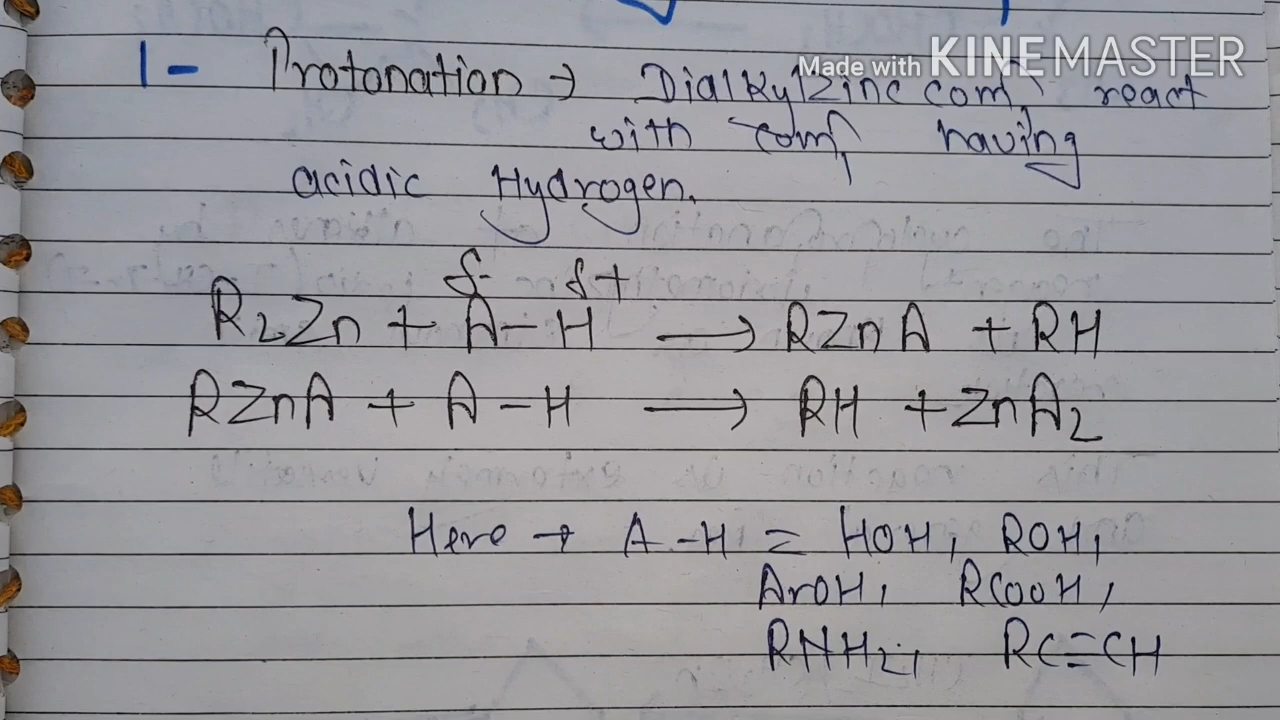 Made with KINEMASTER
1- Protonation → Dialkylzinc comp. react
with comp. having
acidic Hydrogen.
δ- δ+
R₂Zn + A-H → RZnA + RH
RZnA + A-H → RH + ZnA₂
Here → A-H = HOH, ROH,
ArOH, RCOOH,
RNH₂, RC≡CH